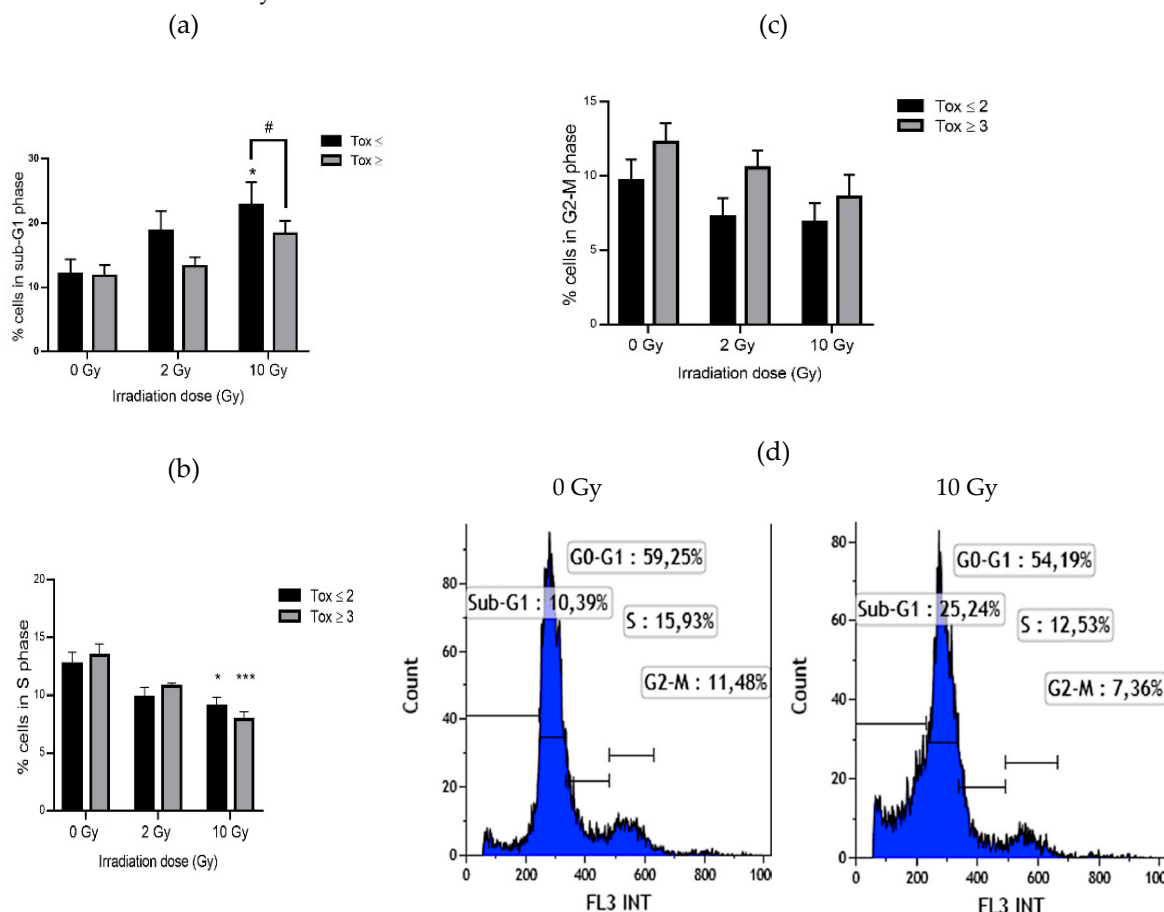 (a)
#
*
Tox ≤
Tox ≥
% cells in sub-G1 phase
30
20
10
0
0 Gy
2 Gy
10 Gy
Irradiation dose (Gy)
(c)
Tox ≤ 2
Tox ≥ 3
% cells in G2-M phase
15
10
5
0
0 Gy
2 Gy
10 Gy
Irradiation dose (Gy)
(b)
Tox ≤ 2
Tox ≥ 3
* ***
% cells in S phase
20
15
10
5
0
0 Gy
2 Gy
10 Gy
Irradiation dose (Gy)
(d)
0 Gy
G0-G1 : 59,25%
Sub-G1 : 10,39%
S : 15,93%
G2-M : 11,48%
Count
80
60
40
20
0
0 200 400 600 800 100
FL3 INT
10 Gy
G0-G1 : 54,19%
Sub-G1 : 25,24%
S : 12,53%
G2-M : 7,36%
Count
80
60
40
20
0
0 200 400 600 800 100
FL3 INT